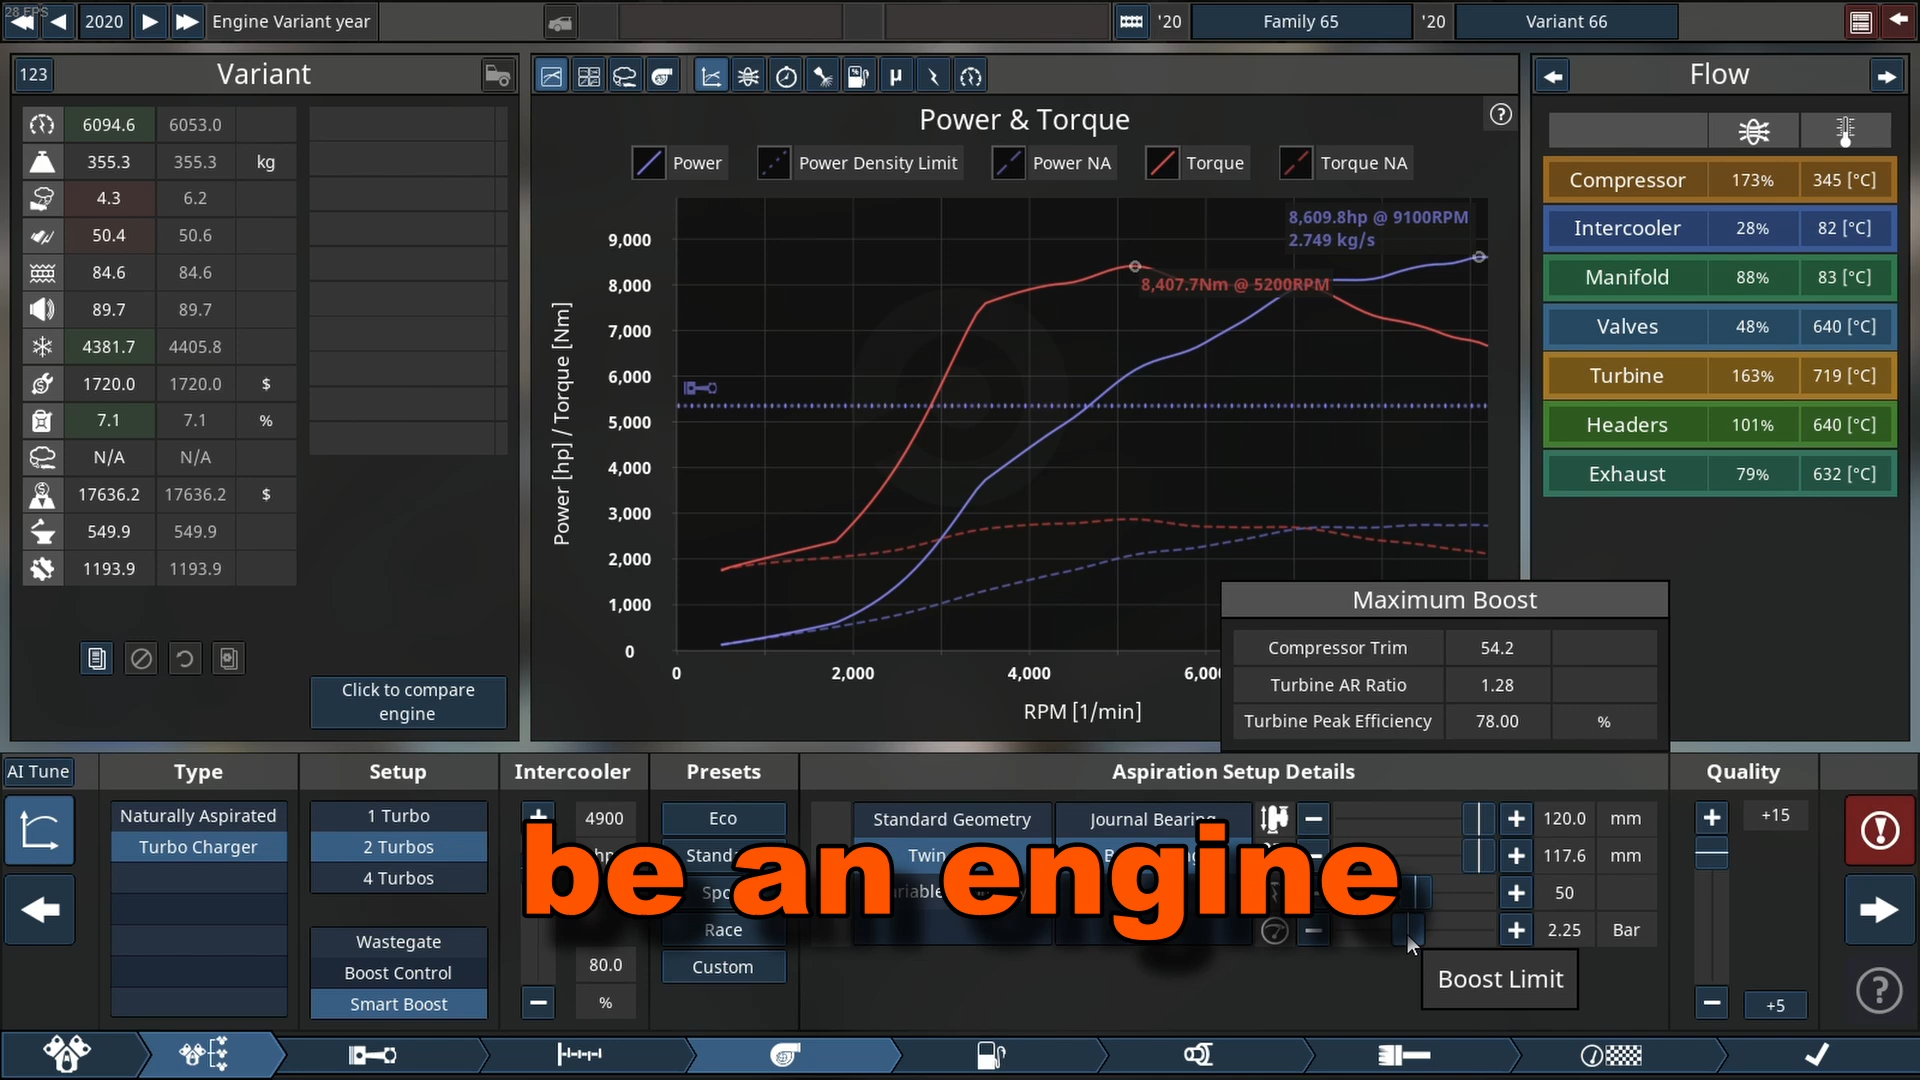 28 FPS
2020
Engine Variant year
'20
Family 65
'20
Variant 66
123
Variant
6094.6 6053.0
355.3 355.3 kg
4.3 6.2
50.4 50.6
84.6 84.6
89.7 89.7
4381.7 4405.8
1720.0 1720.0 $
7.1 7.1 %
N/A N/A
17636.2 17636.2 $
549.9 549.9
1193.9 1193.9
Click to compare
engine
μ
Power & Torque
?
Power
Power Density Limit
Power NA
Torque
Torque NA
8,609.8hp @ 9100RPM
2.749 kg/s
8,407.7Nm @ 5200RPM
Power [hp] / Torque [Nm]
9,000
8,000
7,000
6,000
5,000
4,000
3,000
2,000
1,000
0
0 2,000 4,000 6,00
RPM [1/min]
Flow
Compressor 173% 345 [°C]
Intercooler 28% 82 [°C]
Manifold 88% 83 [°C]
Valves 48% 640 [°C]
Turbine 163% 719 [°C]
Headers 101% 640 [°C]
Exhaust 79% 632 [°C]
Maximum Boost
Compressor Trim 54.2
Turbine AR Ratio 1.28
Turbine Peak Efficiency 78.00 %
AI Tune
Type
Naturally Aspirated
Turbo Charger
Setup
1 Turbo
2 Turbos
4 Turbos
Wastegate
Boost Control
Smart Boost
Intercooler
4900
hp
80.0
%
Presets
Eco
Stand
Spo
Race
Custom
Aspiration Setup Details
Standard Geometry
Twin
Journal Bearing
120.0 mm
117.6 mm
50
2.25 Bar
Boost Limit
Quality
+15
+5
?
be an engine